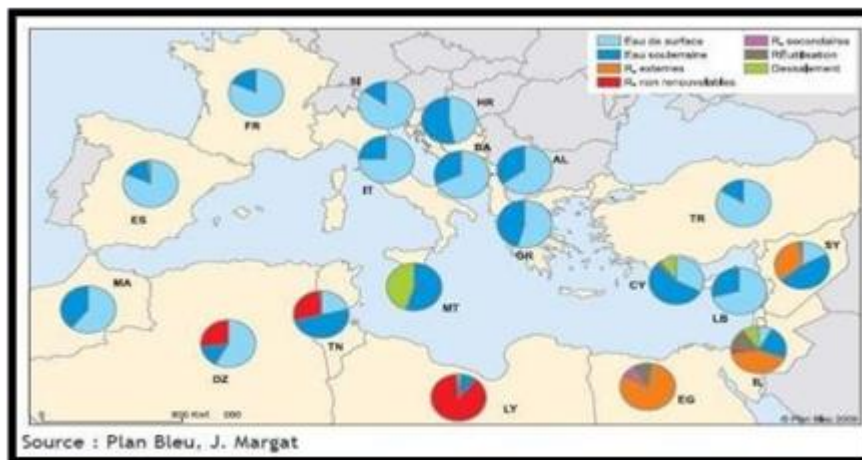 Eau de surface
Eau souterraine
R. externes
R. non renouvelables
R. secondaires
RÉutilisation
Dessalement
FR
SI
HR
BA
AL
IT
ES
GR
TR
SY
CY
LB
MA
DZ
TN
MT
LY
EG
IL
0
© Plan Bleu
Source : Plan Bleu, J. Margat